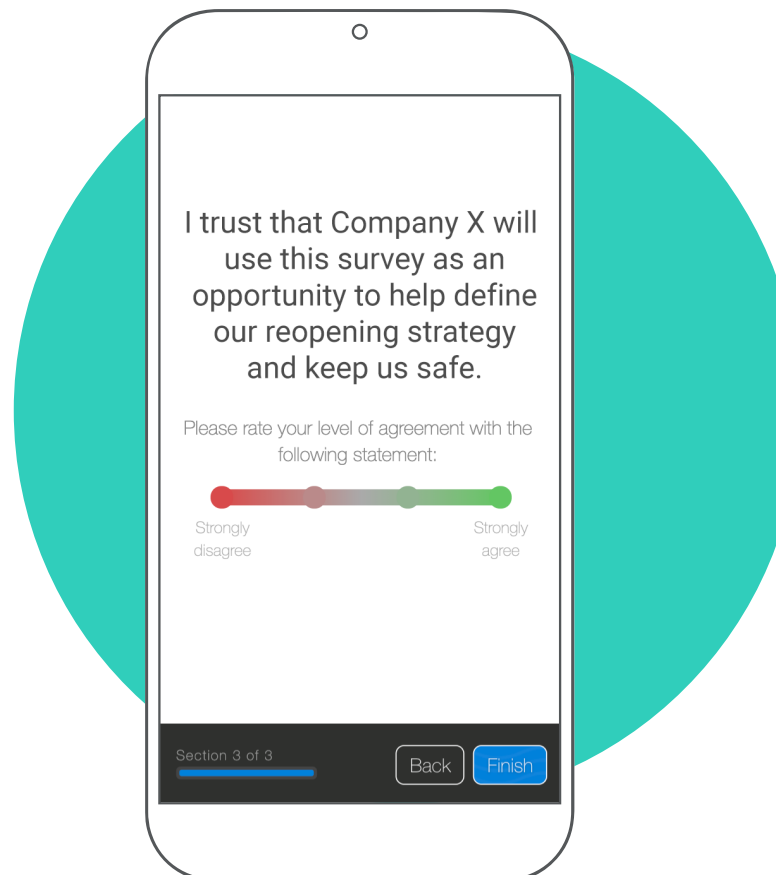 I trust that Company X will
use this survey as an
opportunity to help define
our reopening strategy
and keep us safe.
Please rate your level of agreement with the
following statement:
Strongly
disagree
Strongly
agree
Section 3 of 3
Back
Finish